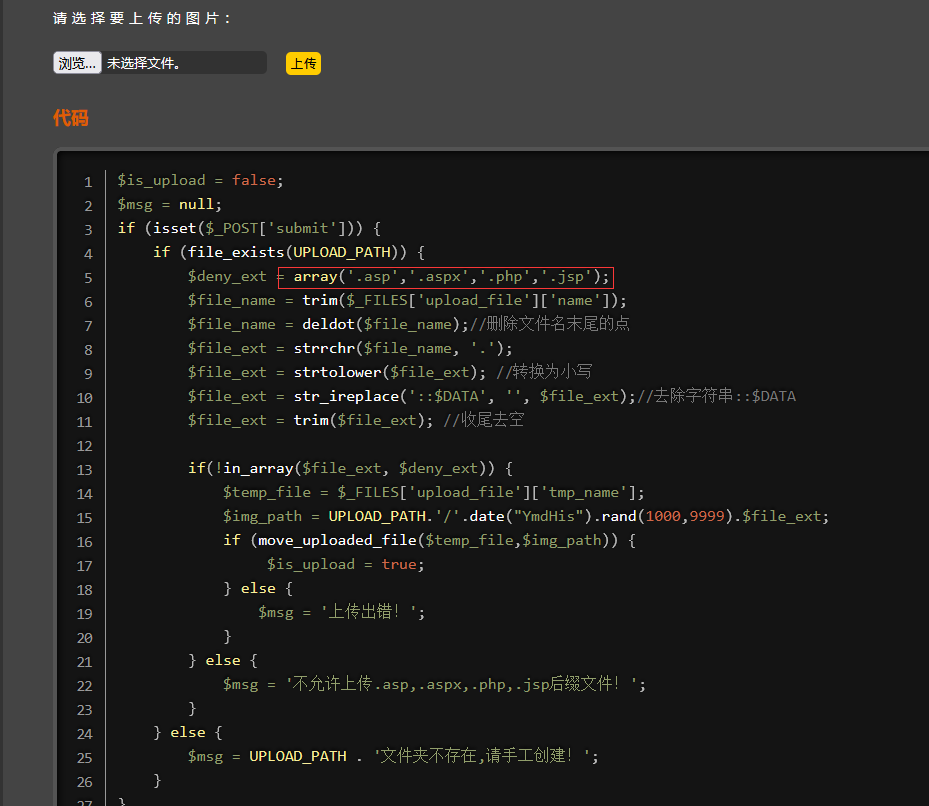 请选择要上传的图片：
浏览... 未选择文件。 上传
代码
1 $is_upload = false;
2 $msg = null;
3 if (isset($_POST['submit'])) {
4     if (file_exists(UPLOAD_PATH)) {
5         $deny_ext = array('.asp','.aspx','.php','.jsp');
6         $file_name = trim($_FILES['upload_file']['name']);
7         $file_name = deldot($file_name);//删除文件名末尾的点
8         $file_ext = strrchr($file_name, '.');
9         $file_ext = strtolower($file_ext); //转换为小写
10         $file_ext = str_ireplace('::$DATA', '', $file_ext);//去除字符串::$DATA
11         $file_ext = trim($file_ext); //收尾去空
12
13         if(!in_array($file_ext, $deny_ext)) {
14             $temp_file = $_FILES['upload_file']['tmp_name'];
15             $img_path = UPLOAD_PATH.'/'.date("YmdHis").rand(1000,9999).$file_ext;
16             if (move_uploaded_file($temp_file,$img_path)) {
17                  $is_upload = true;
18             } else {
19                 $msg = '上传出错！';
20             }
21         } else {
22             $msg = '不允许上传.asp,.aspx,.php,.jsp后缀文件！';
23         }
24     } else {
25         $msg = UPLOAD_PATH . '文件夹不存在,请手工创建！';
26     }
27 }